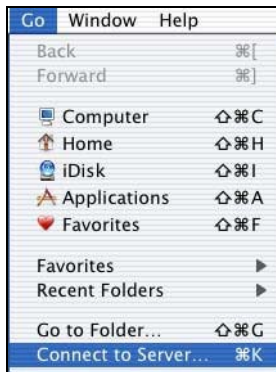 Go Window Help
Back ⌘[
Forward ⌘]
Computer ⇧⌘C
Home ⇧⌘H
iDisk ⇧⌘I
Applications ⇧⌘A
Favorites ⇧⌘F
Favorites ▶
Recent Folders ▶
Go to Folder... ⇧⌘G
Connect to Server... ⌘K